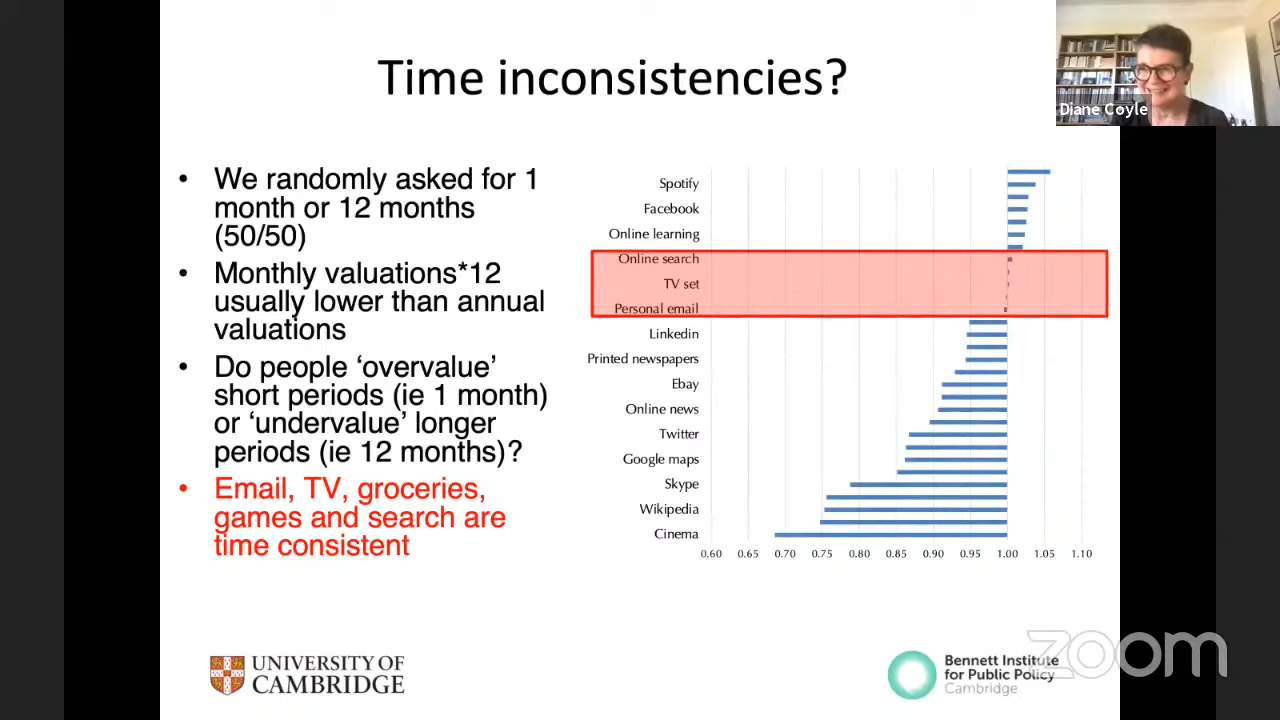 Time inconsistencies?
Diane Coyle
• We randomly asked for 1
month or 12 months
(50/50)
• Monthly valuations*12
usually lower than annual
valuations
• Do people ‘overvalue’
short periods (ie 1 month)
or ‘undervalue’ longer
periods (ie 12 months)?
• Email, TV, groceries,
games and search are
time consistent
Spotify
Facebook
Online learning
Online search
TV set
Personal email
Linkedin
Printed newspapers
Ebay
Online news
Twitter
Google maps
Skype
Wikipedia
Cinema
0.60 0.65 0.70 0.75 0.80 0.85 0.90 0.95 1.00 1.05 1.10
UNIVERSITY OF
CAMBRIDGE
Bennett Institute
for Public Policy
Cambridge
zoom